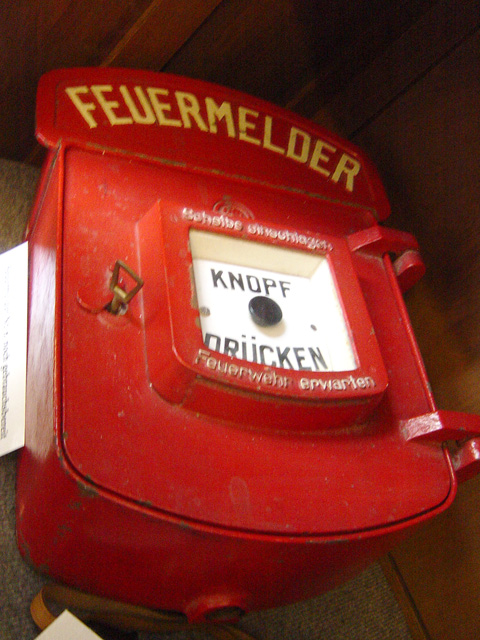 FEUERMELDER
Scheibe einschlagen,
KNOPF
DRÜCKEN
Feuerwehr erwarten